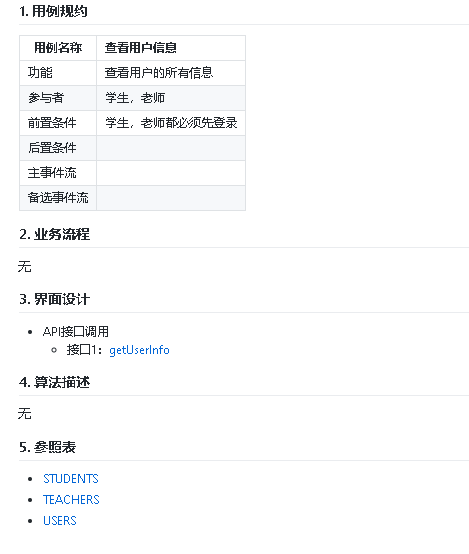 1. 用例规约
用例名称 查看用户信息
功能 查看用户的所有信息
参与者 学生，老师
前置条件 学生，老师都必须先登录
后置条件
主事件流
备选事件流
2. 业务流程
无
3. 界面设计
• API接口调用
◦ 接口1：getUserInfo
4. 算法描述
无
5. 参照表
• STUDENTS
• TEACHERS
• USERS